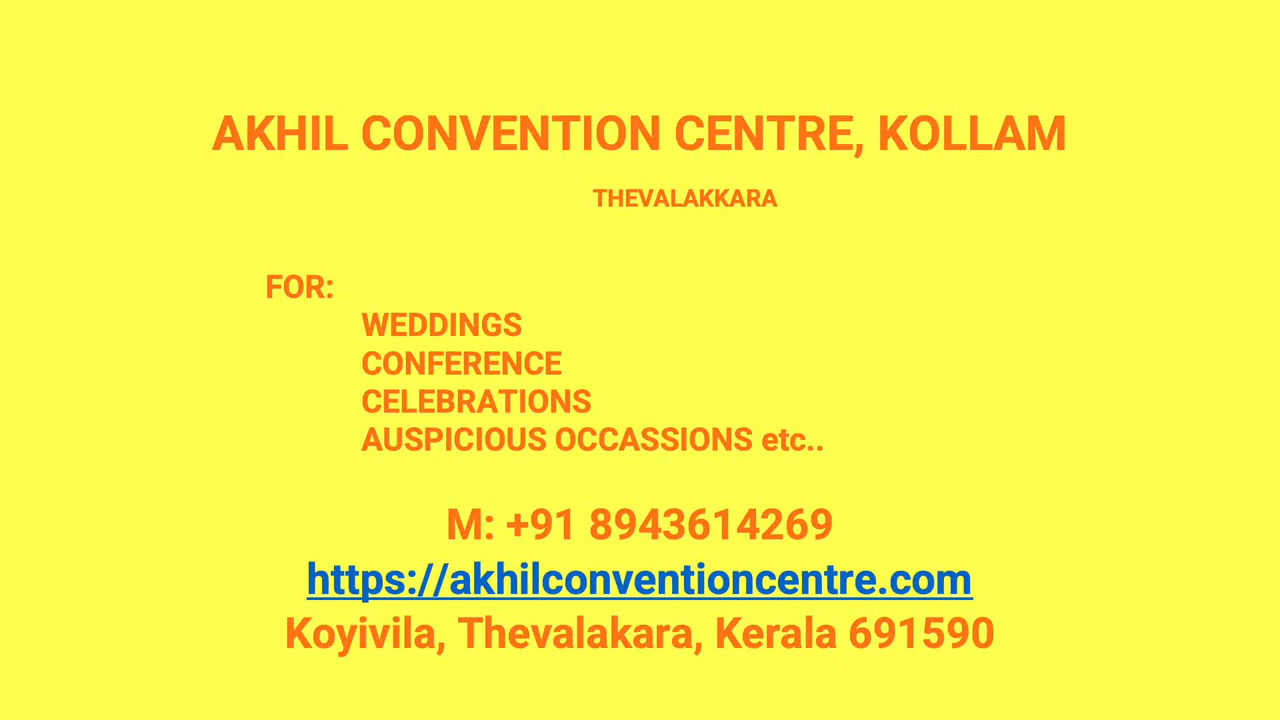 AKHIL CONVENTION CENTRE, KOLLAM
THEVALAKKARA
FOR:
WEDDINGS
CONFERENCE
CELEBRATIONS
AUSPICIOUS OCCASSIONS etc..
M: +91 8943614269
https://akhilconventioncentre.com
Koyivila, Thevalakara, Kerala 691590